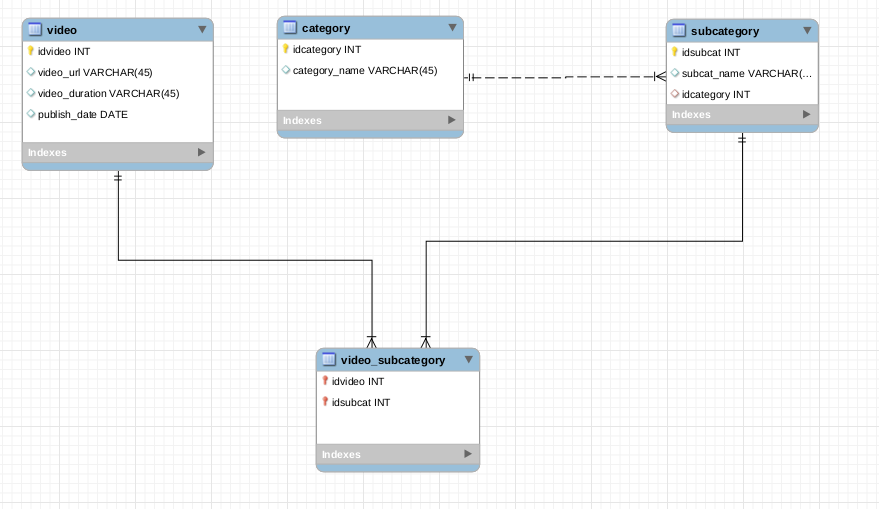 video
idvideo INT
video_url VARCHAR(45)
video_duration VARCHAR(45)
publish_date DATE
Indexes
category
idcategory INT
category_name VARCHAR(45)
Indexes
subcategory
idsubcat INT
subcat_name VARCHAR(...
idcategory INT
Indexes
video_subcategory
idvideo INT
idsubcat INT
Indexes